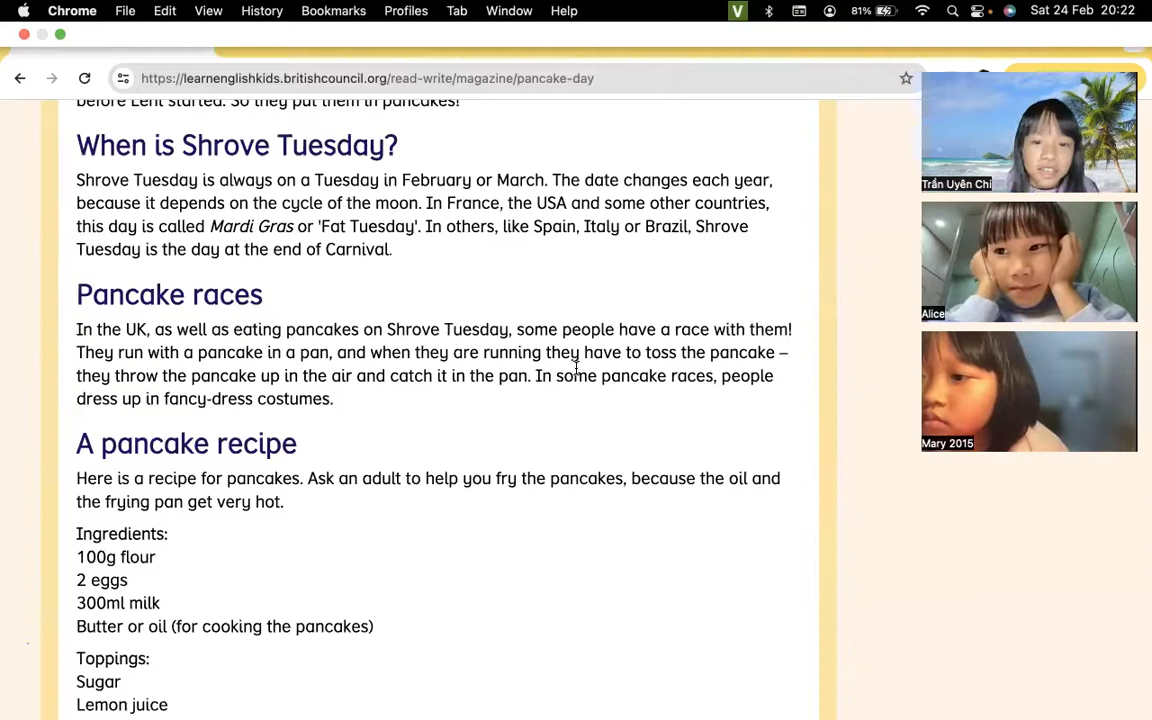 Chrome File Edit View History Bookmarks Profiles Tab Window Help V 81% Sat 24 Feb 20:22
https://learnenglishkids.britishcouncil.org/read-write/magazine/pancake-day
before Lent started. So they put them in pancakes!
When is Shrove Tuesday?
Shrove Tuesday is always on a Tuesday in February or March. The date changes each year,
because it depends on the cycle of the moon. In France, the USA and some other countries,
this day is called Mardi Gras or 'Fat Tuesday'. In others, like Spain, Italy or Brazil, Shrove
Tuesday is the day at the end of Carnival.
Pancake races
In the UK, as well as eating pancakes on Shrove Tuesday, some people have a race with them!
They run with a pancake in a pan, and when they are running they have to toss the pancake –
they throw the pancake up in the air and catch it in the pan. In some pancake races, people
dress up in fancy-dress costumes.
A pancake recipe
Here is a recipe for pancakes. Ask an adult to help you fry the pancakes, because the oil and
the frying pan get very hot.
Ingredients:
100g flour
2 eggs
300ml milk
Butter or oil (for cooking the pancakes)
Toppings:
Sugar
Lemon juice
Trần Uyên Chi
Alice
Mary 2015